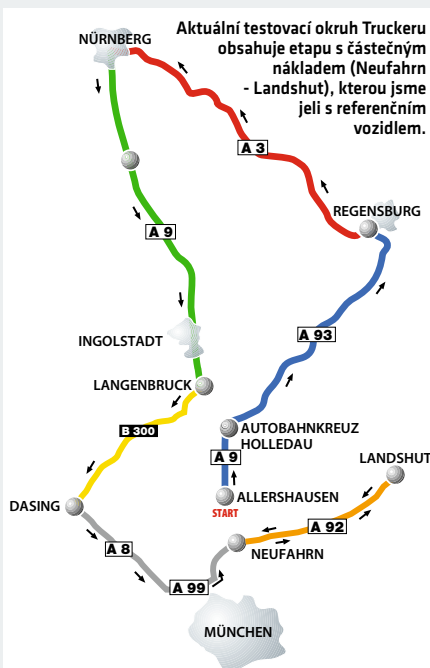 Aktuální testovací okruh Truckeru
obsahuje etapu s částečným
nákladem (Neufahrn
- Landshut), kterou jsme
jeli s referenčním
vozidlem.
NÜRNBERG
A 3
REGENSBURG
A 9
A 93
INGOLSTADT
LANGENBRUCK
B 300
AUTOBAHNKREUZ
HOLLEDAU
A 9
LANDSHUT
ALLERSHAUSEN
START
DASING
A 92
NEUFAHRN
A 8
A 99
MÜNCHEN